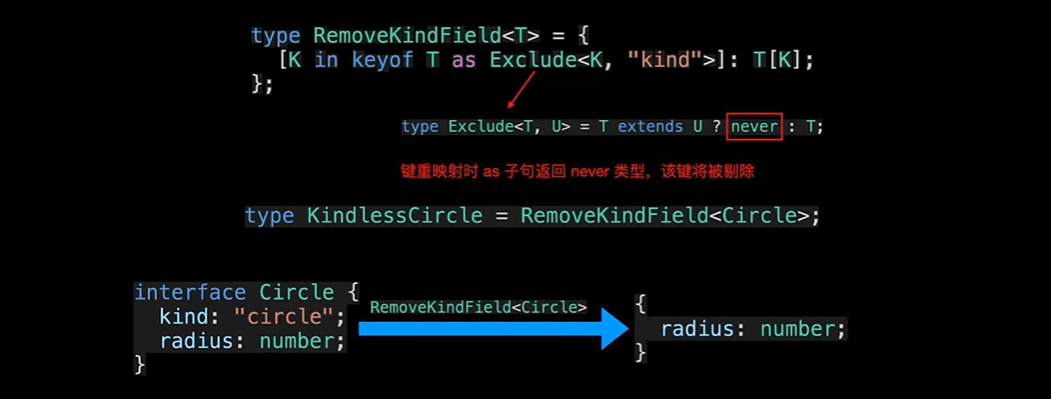 type RemoveKindField<T> = {
  [K in keyof T as Exclude<K, "kind">]: T[K];
};
type Exclude<T, U> = T extends U ? never : T;
键重映射时 as 子句返回 never 类型，该键将被剔除
type KindlessCircle = RemoveKindField<Circle>;
interface Circle {
  kind: "circle";
  radius: number;
}
RemoveKindField<Circle>
{
  radius: number;
}